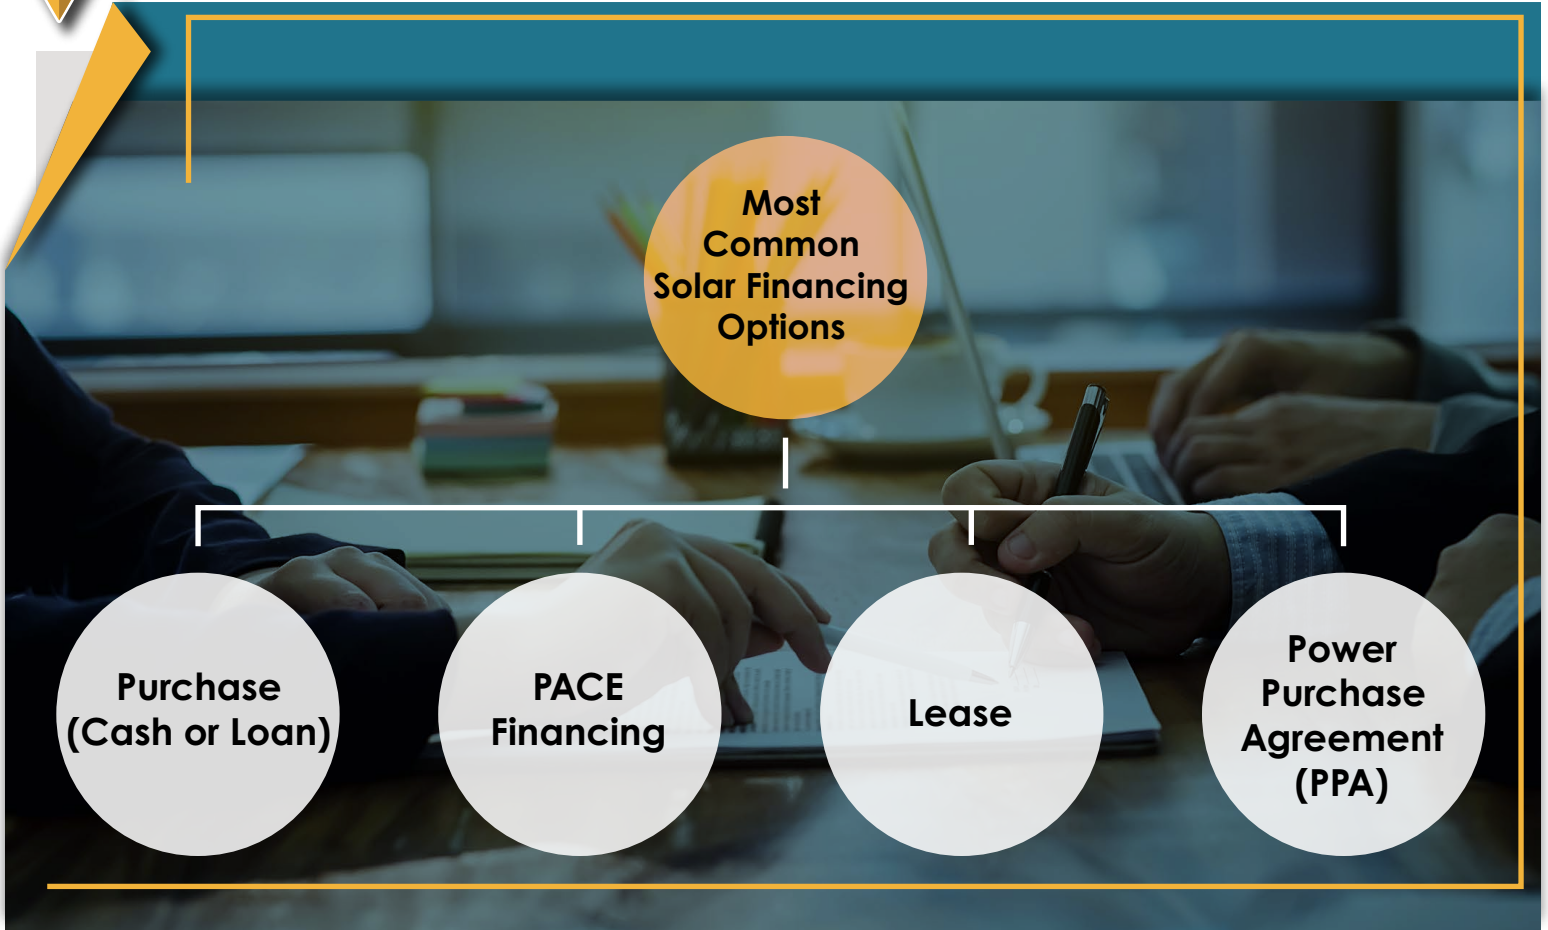 Most
Common
Solar Financing
Options
Purchase
(Cash or Loan)
PACE
Financing
Lease
Power
Purchase
Agreement
(PPA)